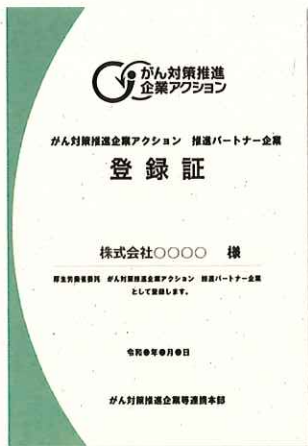 がん対策推進
企業アクション
がん対策推進企業アクション 推進パートナー企業
登録証
株式会社〇〇〇〇 様
厚生労働省委託 がん対策推進企業アクション 推進パートナー企業
として登録します。
令和●年●月●日
がん対策推進企業等連携本部